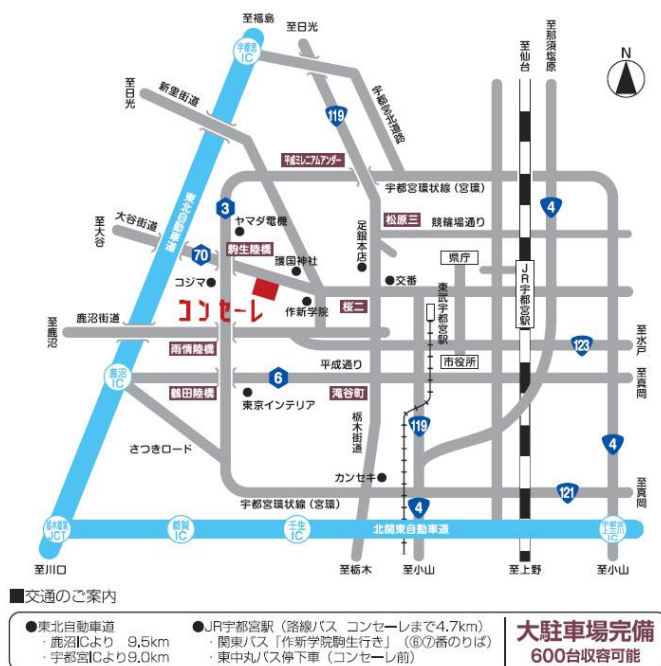 至福島
至日光
至那須塩原
至仙台
N
宇都宮IC
新里街道
至日光
119
宇都宮北道路
東北自動車道
平成ミレニアムアンダー
宇都宮環状線(宮環)
4
3
ヤマダ電機
松原三
競輪場通り
大谷街道
至大谷
70
駒生陸橋
護国神社
足銀本店
県庁
コジマ
交番
東武宇都宮駅
JR宇都宮駅
コンセーレ
作新学院
桜二
鹿沼街道
至鹿沼
雨情陸橋
平成通り
市役所
123
至水戸
鹿沼IC
鶴田陸橋
6
滝谷町
至真岡
東京インテリア
栃木街道
119
さつきロード
カンセキ
4
宇都宮環状線(宮環)
4
121
至真岡
栃木都賀JCT
都賀IC
壬生IC
北関東自動車道
宇都宮上三川IC
至川口
至栃木
至小山
至上野
至小山
■交通のご案内
●東北自動車道
・鹿沼ICより 9.5km
・宇都宮ICより9.0km
●JR宇都宮駅(路線バス コンセーレまで4.7km)
・関東バス「作新学院駒生行き」(⑥⑦番のりば)
・東中丸バス停下車(コンセーレ前)
大駐車場完備
600台収容可能